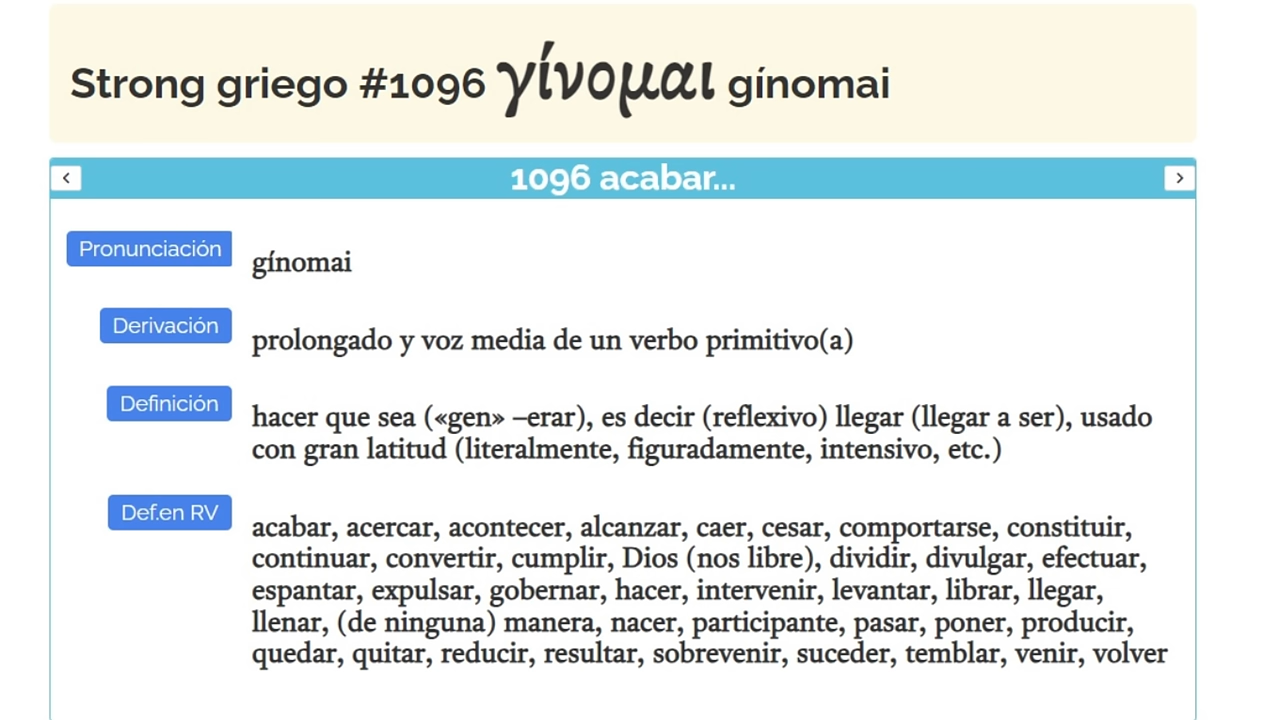 Strong griego #1096 γίνομαι gínomai
1096 acabar...
Pronunciación
gínomai
Derivación
prolongado y voz media de un verbo primitivo(a)
Definición
hacer que sea («gen» –erar), es decir (reflexivo) llegar (llegar a ser), usado
con gran latitud (literalmente, figuradamente, intensivo, etc.)
Def.en RV
acabar, acercar, acontecer, alcanzar, caer, cesar, comportarse, constituir,
continuar, convertir, cumplir, Dios (nos libre), dividir, divulgar, efectuar,
espantar, expulsar, gobernar, hacer, intervenir, levantar, librar, llegar,
llenar, (de ninguna) manera, nacer, participante, pasar, poner, producir,
quedar, quitar, reducir, resultar, sobrevenir, suceder, temblar, venir, volver